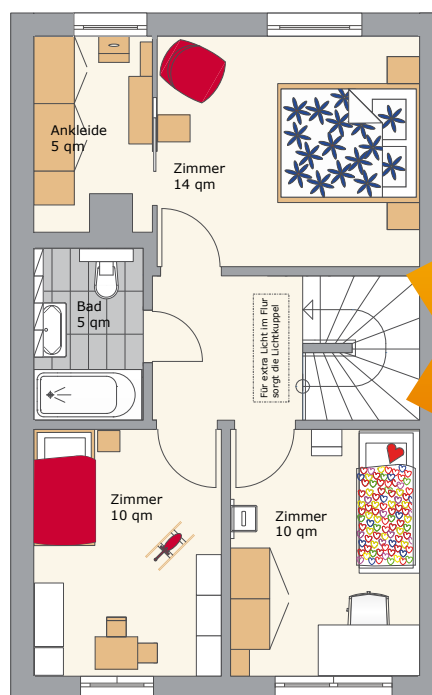 Ankleide
5 qm
Zimmer
14 qm
Bad
5 qm
Für extra Licht im Flur
sorgt die Lichtkuppel
Zimmer
10 qm
Zimmer
10 qm